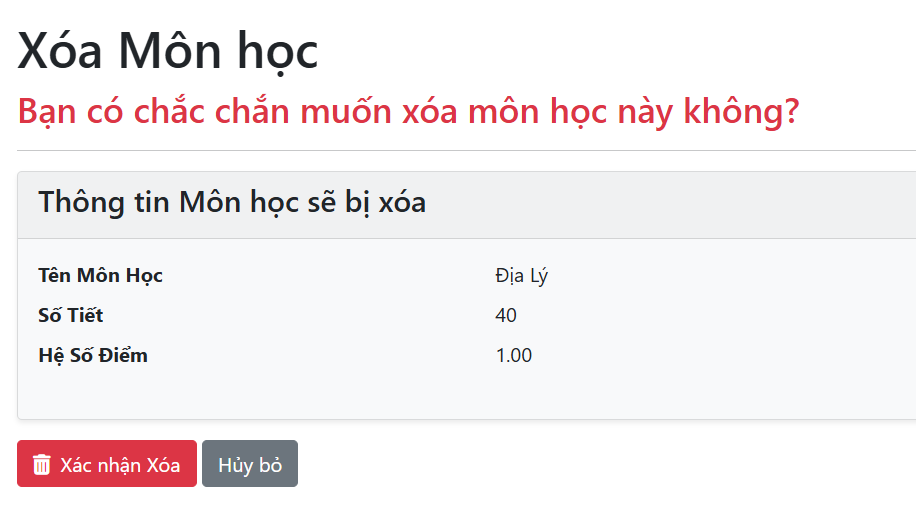 Xóa Môn học
Bạn có chắc chắn muốn xóa môn học này không?
Thông tin Môn học sẽ bị xóa
Tên Môn Học Địa Lý
Số Tiết 40
Hệ Số Điểm 1.00
Xác nhận Xóa Hủy bỏ